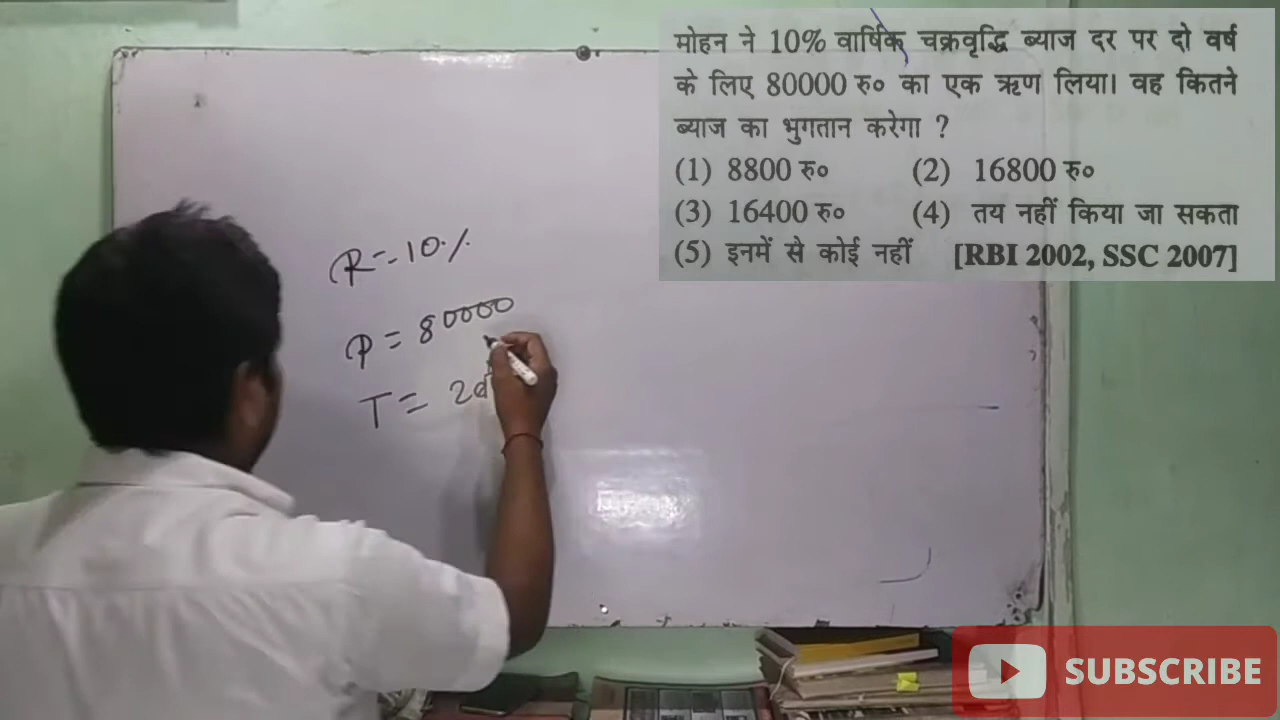 मोहन ने 10% वार्षिक चक्रवृद्धि ब्याज दर पर दो वर्ष
के लिए 80000 रु० का एक ऋण लिया। वह कितने
ब्याज का भुगतान करेगा ?
(1) 8800 रु० (2) 16800 रु०
(3) 16400 रु० (4) तय नहीं किया जा सकता
(5) इनमें से कोई नहीं [RBI 2002, SSC 2007]
R = 10%
P = 80000
T = 2
SUBSCRIBE